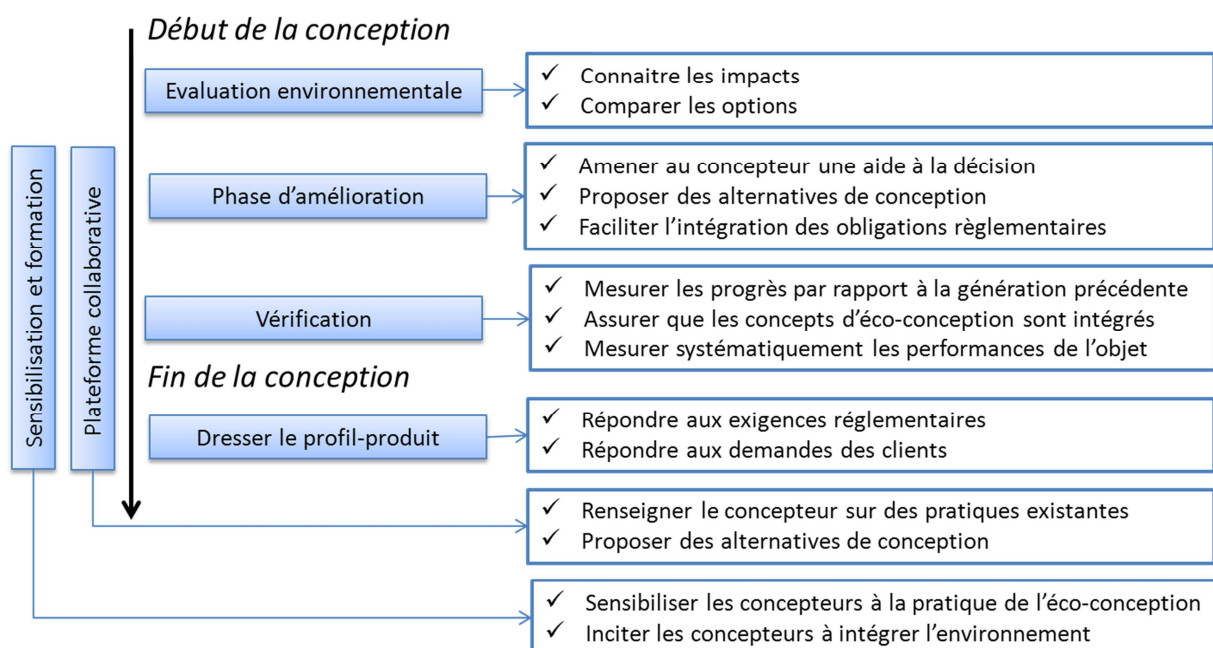 Début de la conception
Evaluation environnementale
✓ Connaitre les impacts
✓ Comparer les options
Sensibilisation et formation
Plateforme collaborative
Phase d'amélioration
✓ Amener au concepteur une aide à la décision
✓ Proposer des alternatives de conception
✓ Faciliter l'intégration des obligations règlementaires
Vérification
✓ Mesurer les progrès par rapport à la génération précédente
✓ Assurer que les concepts d'éco-conception sont intégrés
✓ Mesurer systématiquement les performances de l'objet
Fin de la conception
Dresser le profil-produit
✓ Répondre aux exigences réglementaires
✓ Répondre aux demandes des clients
✓ Renseigner le concepteur sur des pratiques existantes
✓ Proposer des alternatives de conception
✓ Sensibiliser les concepteurs à la pratique de l'éco-conception
✓ Inciter les concepteurs à intégrer l'environnement